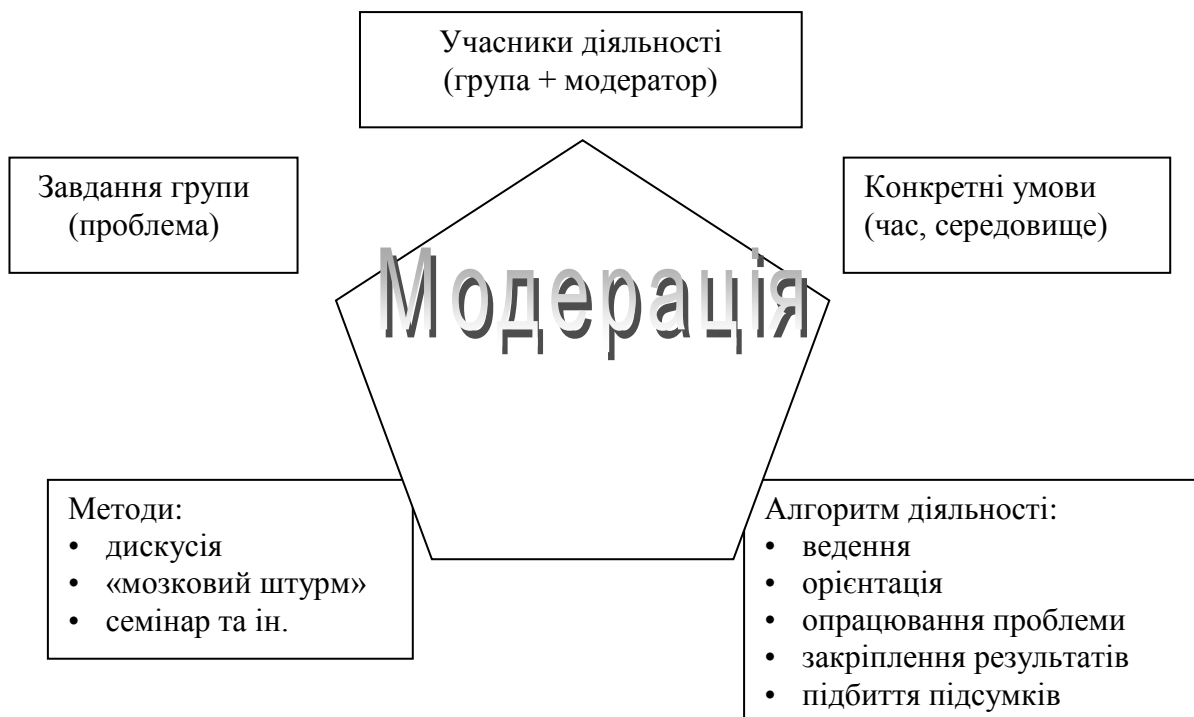 Учасники діяльності
(група + модератор)
Завдання групи
(проблема)
Конкретні умови
(час, середовище)
Модерація
Методи:
• дискусія
• «мозковий штурм»
• семінар та ін.
Алгоритм діяльності:
• ведення
• орієнтація
• опрацювання проблеми
• закріплення результатів
• підбиття підсумків